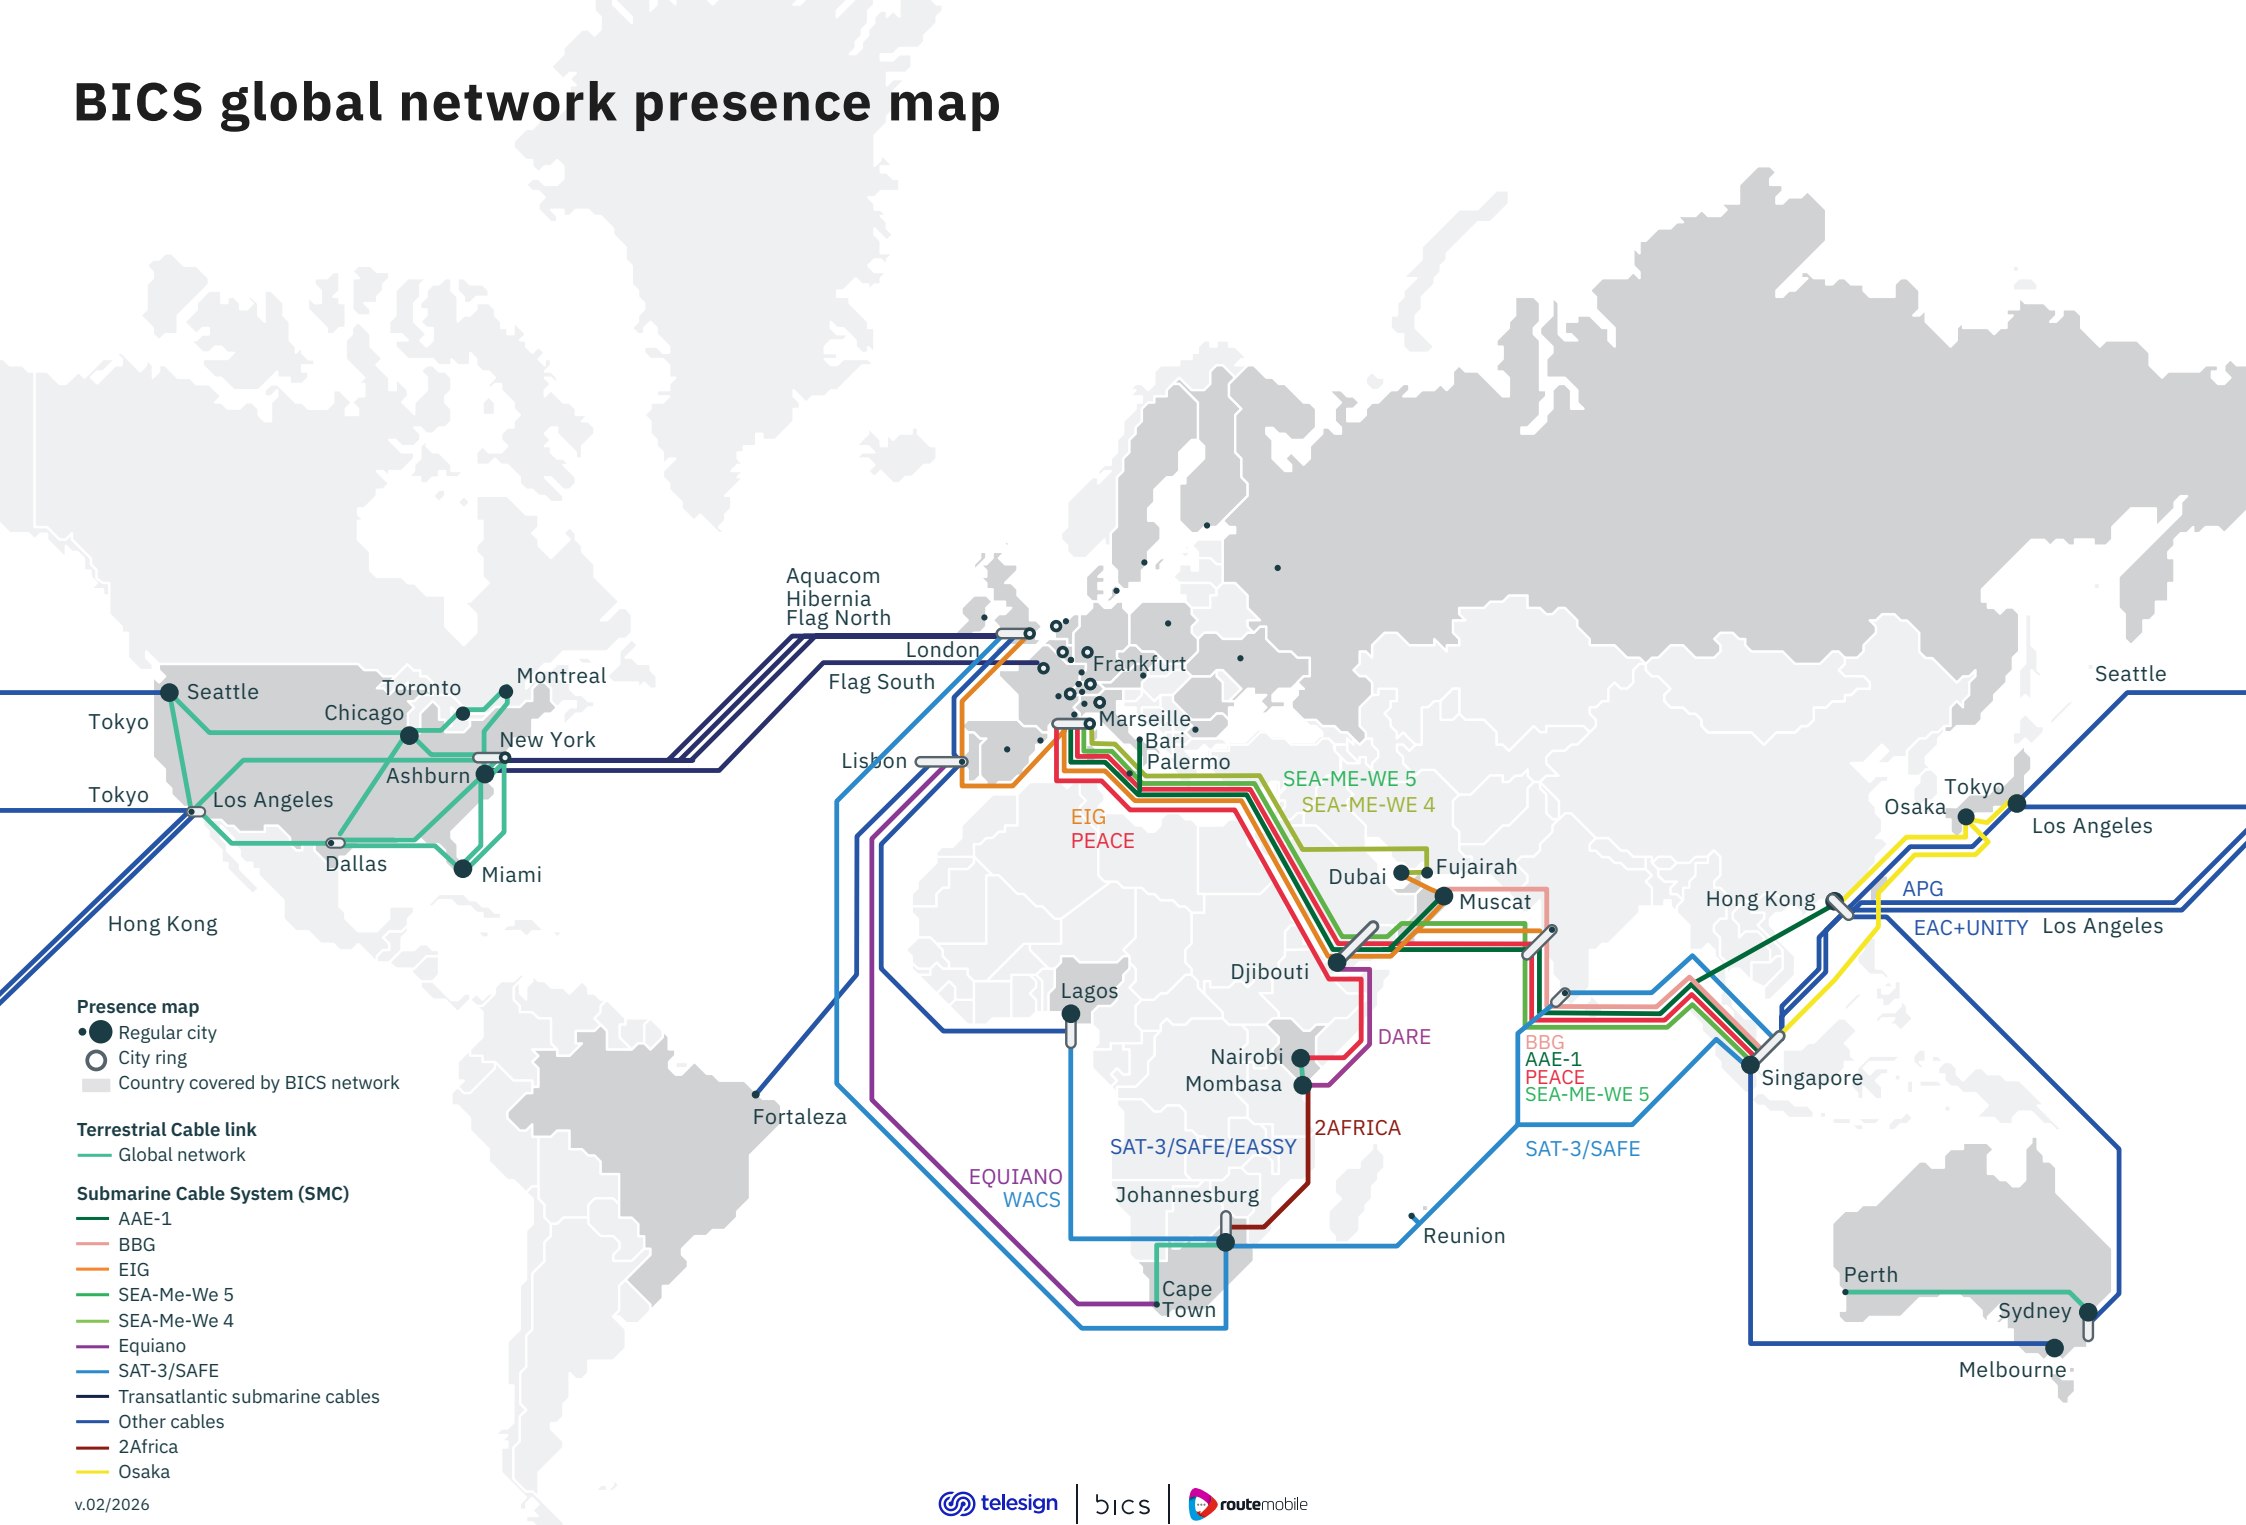 BICS global network presence map
Aquacom
Hibernia
Flag North
London
Flag South
Frankfurt
Seattle
Tokyo
Toronto
Montreal
Chicago
New York
Ashburn
Tokyo
Los Angeles
Dallas
Miami
Hong Kong
Lisbon
Marseille
Bari
Palermo
SEA-ME-WE 5
SEA-ME-WE 4
EIG
PEACE
Dubai
Fujairah
Muscat
Djibouti
Lagos
Nairobi
Mombasa
DARE
2AFRICA
SAT-3/SAFE/EASSY
EQUIANO
WACS
Johannesburg
Cape
Town
Reunion
Fortaleza
BBG
AAE-1
PEACE
SEA-ME-WE 5
SAT-3/SAFE
Singapore
Seattle
Tokyo
Osaka
Los Angeles
Hong Kong
APG
EAC+UNITY
Los Angeles
Perth
Sydney
Melbourne
Presence map
Regular city
City ring
Country covered by BICS network
Terrestrial Cable link
Global network
Submarine Cable System (SMC)
AAE-1
BBG
EIG
SEA-Me-We 5
SEA-Me-We 4
Equiano
SAT-3/SAFE
Transatlantic submarine cables
Other cables
2Africa
Osaka
v.02/2026
telesign
bics
routemobile